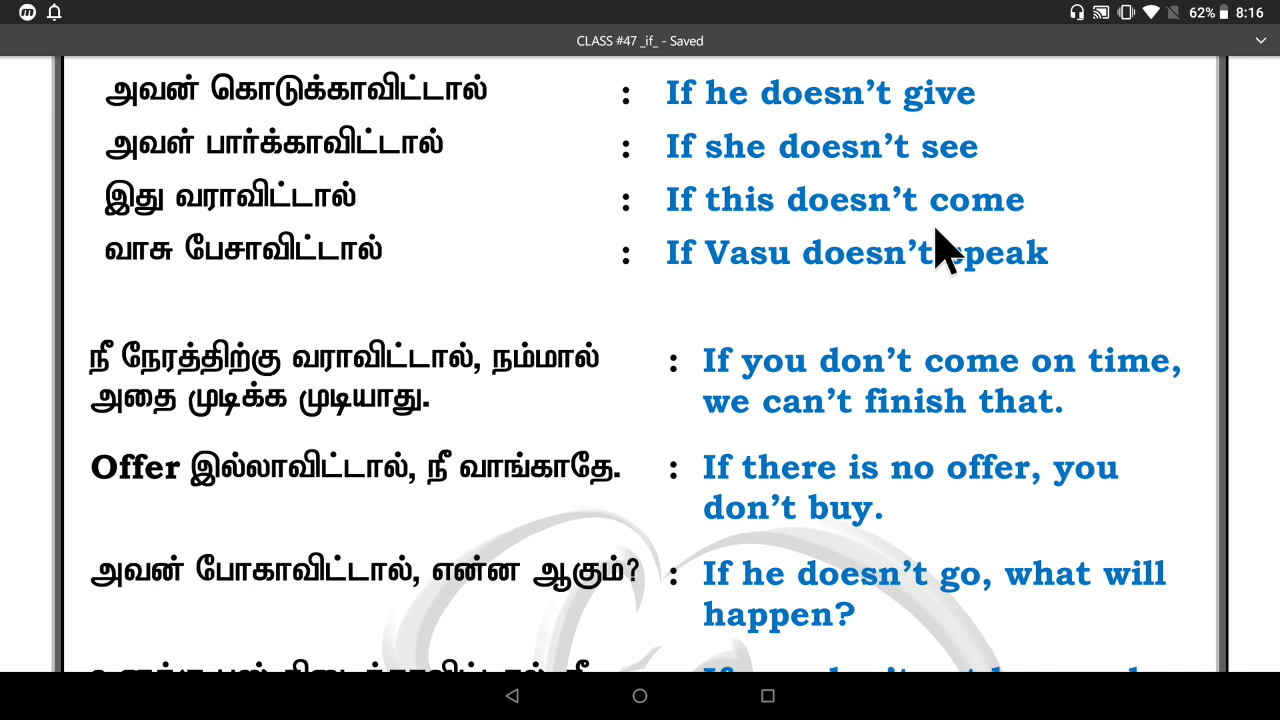 62% 8:16
CLASS #47 _if_ - Saved
அவன் கொடுக்காவிட்டால் : If he doesn’t give
அவள் பார்க்காவிட்டால் : If she doesn’t see
இது வராவிட்டால் : If this doesn’t come
வாசு பேசாவிட்டால் : If Vasu doesn’t speak
நீ நேரத்திற்கு வராவிட்டால், நம்மால் : If you don’t come on time,
அதை முடிக்க முடியாது. we can’t finish that.
Offer இல்லாவிட்டால், நீ வாங்காதே. : If there is no offer, you
don’t buy.
அவன் போகாவிட்டால், என்ன ஆகும்? : If he doesn’t go, what will
happen?